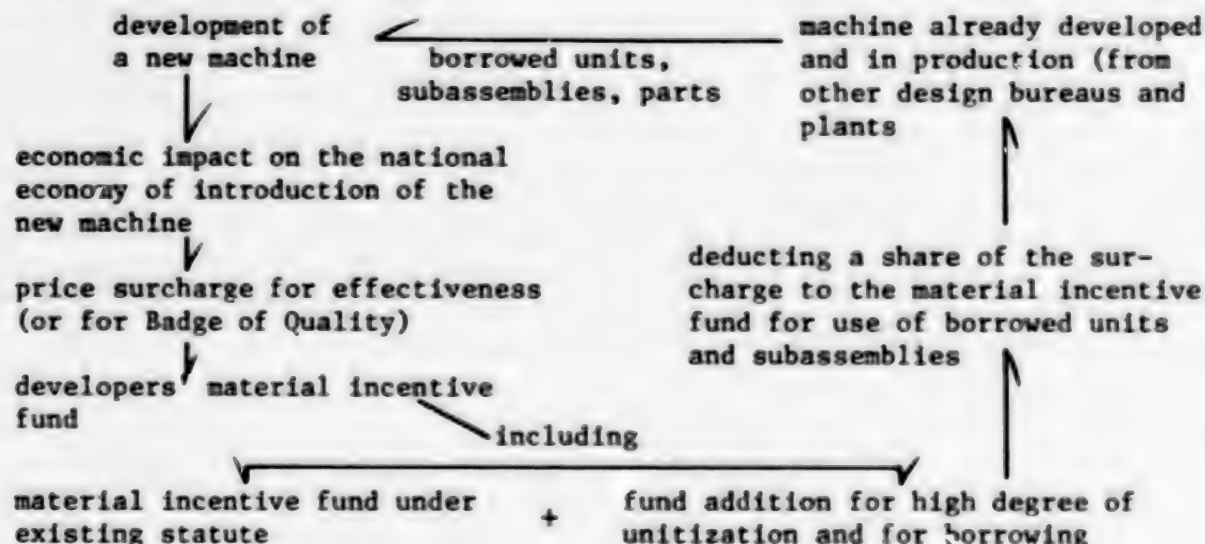 development of
a new machine
borrowed units,
subassemblies, parts
machine already developed
and in production (from
other design bureaus and
plants
economic impact on the national
economy of introduction of the
new machine
price surcharge for effectiveness
(or for Badge of Quality)
deducting a share of the sur-
charge to the material incentive
fund for use of borrowed units
and subassemblies
developers' material incentive
fund
including
material incentive fund under
existing statute
+
fund addition for high degree of
unitization and for borrowing